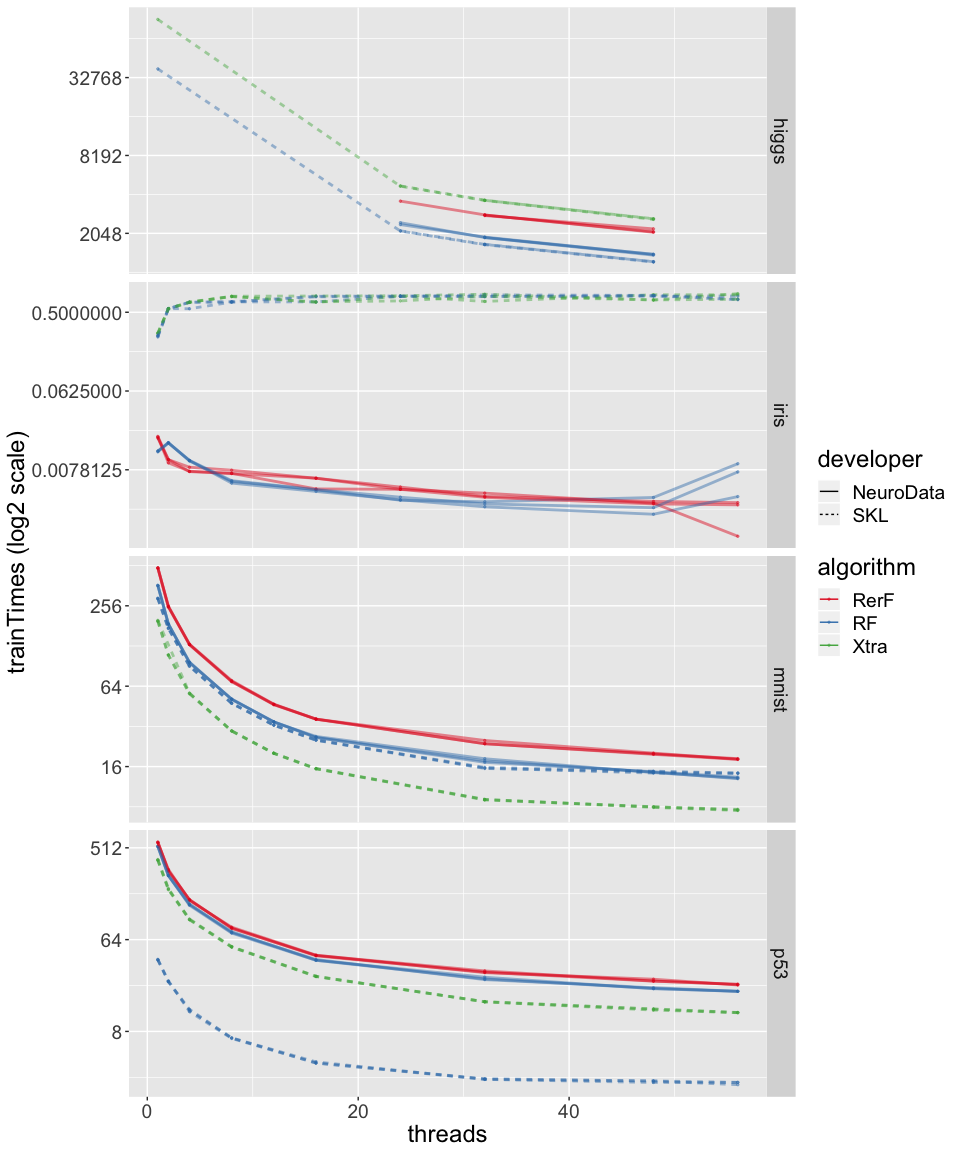 trainTimes (log2 scale)
32768
8192
2048
higgs
0.5000000
0.0625000
0.0078125
iris
256
64
16
mnist
512
64
8
p53
0 20 40
threads
developer
NeuroData
SKL
algorithm
RerF
RF
Xtra